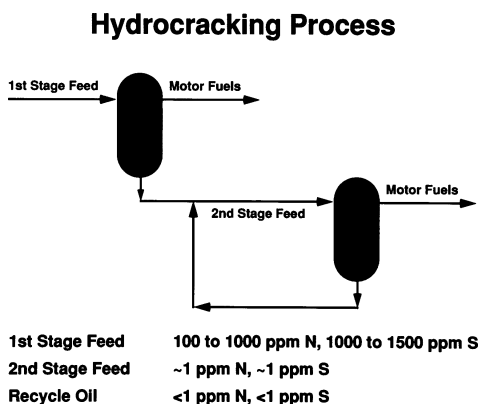 Hydrocracking Process
1st Stage Feed
Motor Fuels
2nd Stage Feed
Motor Fuels
1st Stage Feed 100 to 1000 ppm N, 1000 to 1500 ppm S
2nd Stage Feed ~1 ppm N, ~1 ppm S
Recycle Oil <1 ppm N, <1 ppm S